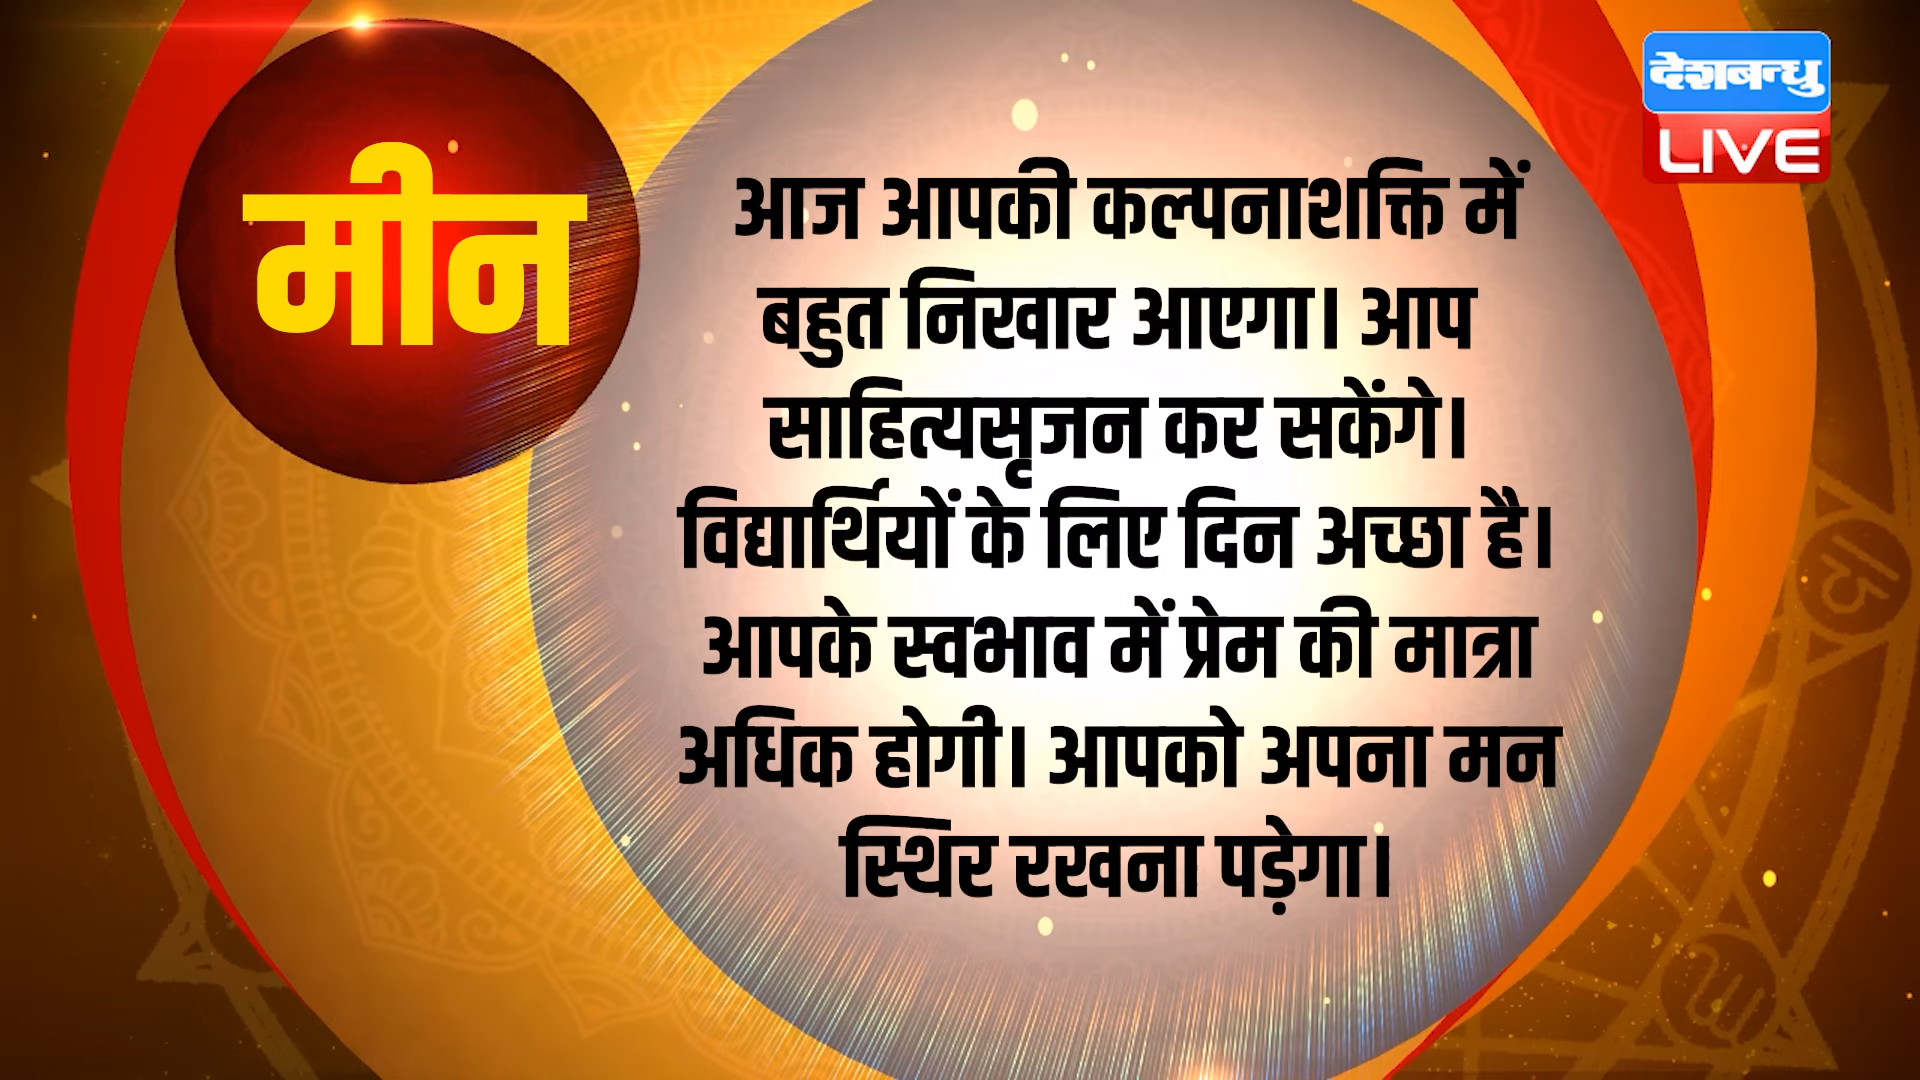 मीन
देशबन्धु
LIVE
आज आपकी कल्पनाशक्ति में
बहुत निखार आएगा। आप
साहित्यसृजन कर सकेंगे।
विद्यार्थियों के लिए दिन अच्छा है।
आपके स्वभाव में प्रेम की मात्रा
अधिक होगी। आपको अपना मन
स्थिर रखना पड़ेगा।